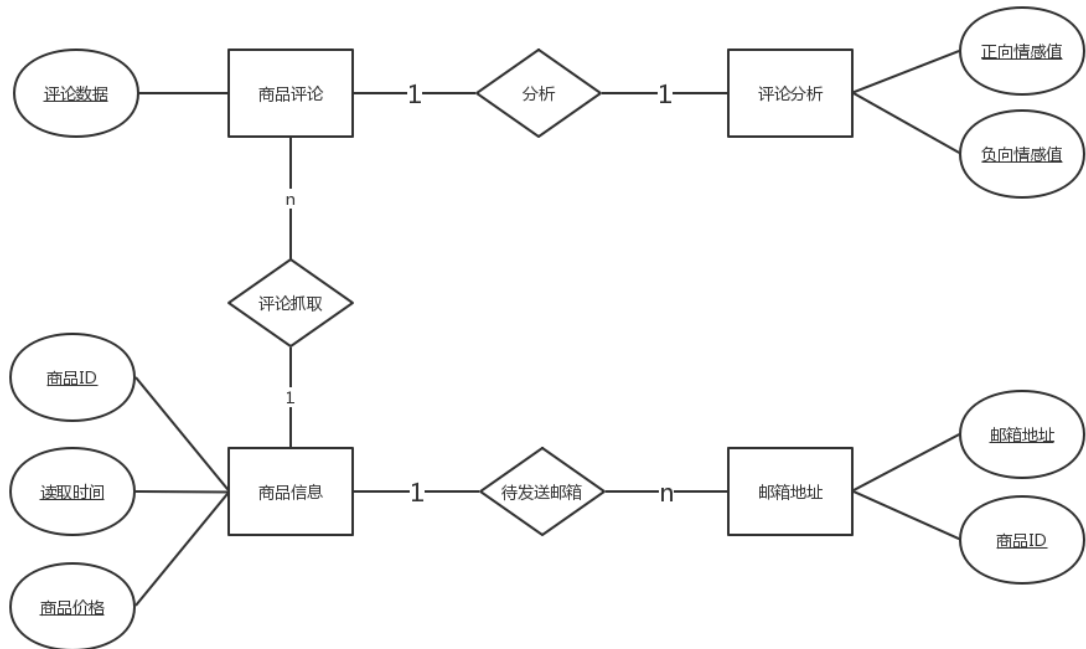 正向情感值
评论数据
商品评论
1
分析
1
评论分析
负向情感值
n
评论抓取
商品ID
1
邮箱地址
读取时间
商品信息
1
待发送邮箱
n
邮箱地址
商品ID
商品价格